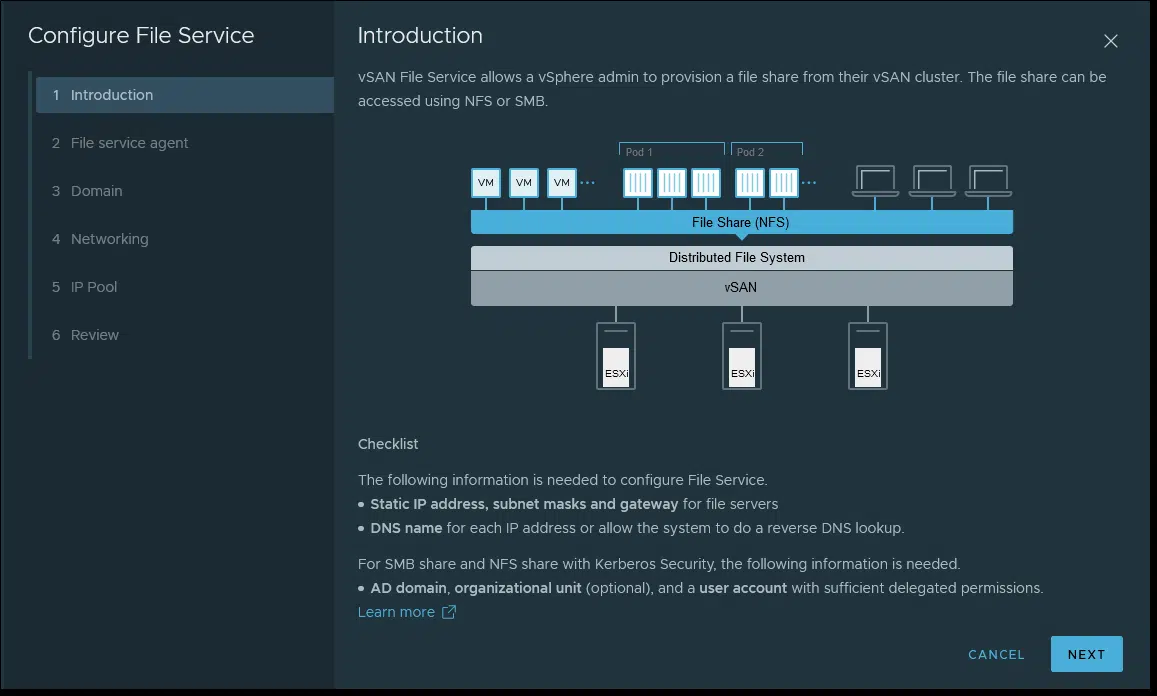 Configure File Service
1 Introduction
2 File service agent
3 Domain
4 Networking
5 IP Pool
6 Review
Introduction
vSAN File Service allows a vSphere admin to provision a file share from their vSAN cluster. The file share can be
accessed using NFS or SMB.
Pod 1
Pod 2
VM VM VM ...
...
File Share (NFS)
Distributed File System
vSAN
ESXi ESXi ESXi
Checklist
The following information is needed to configure File Service.
• Static IP address, subnet masks and gateway for file servers
• DNS name for each IP address or allow the system to do a reverse DNS lookup.
For SMB share and NFS share with Kerberos Security, the following information is needed.
• AD domain, organizational unit (optional), and a user account with sufficient delegated permissions.
Learn more
CANCEL
NEXT